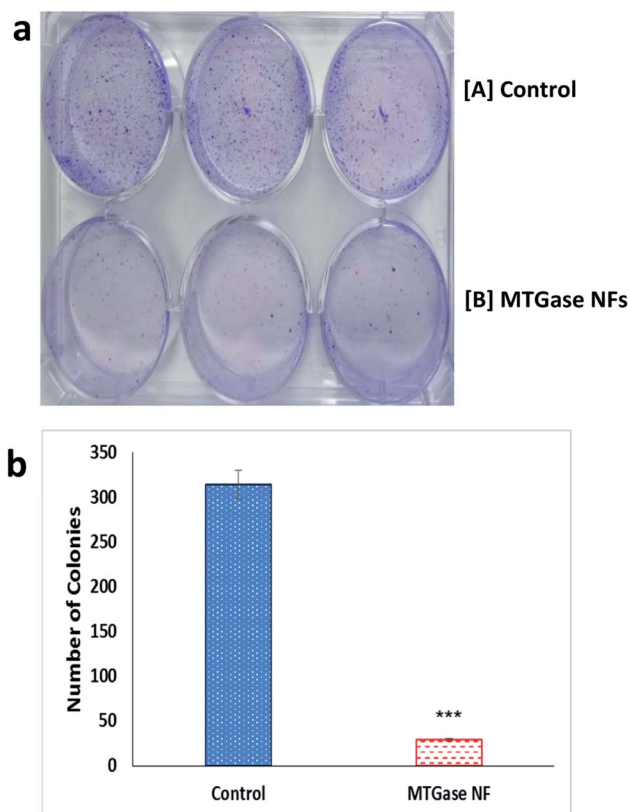 a
[A] Control
[B] MTGase NFs
b
Number of Colonies
350
300
250
200
150
100
50
0
***
Control
MTGase NF